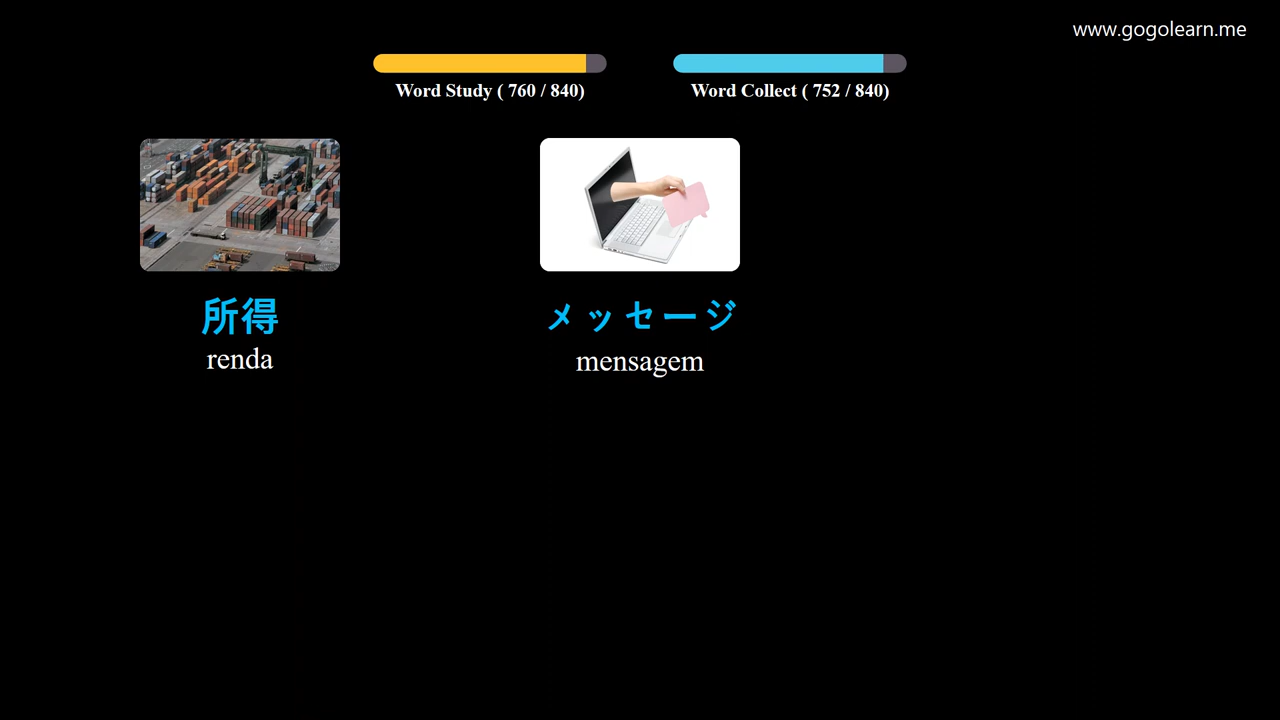 www.gogolearn.me
Word Study ( 760 / 840)
Word Collect ( 752 / 840)
所得
renda
メッセージ
mensagem